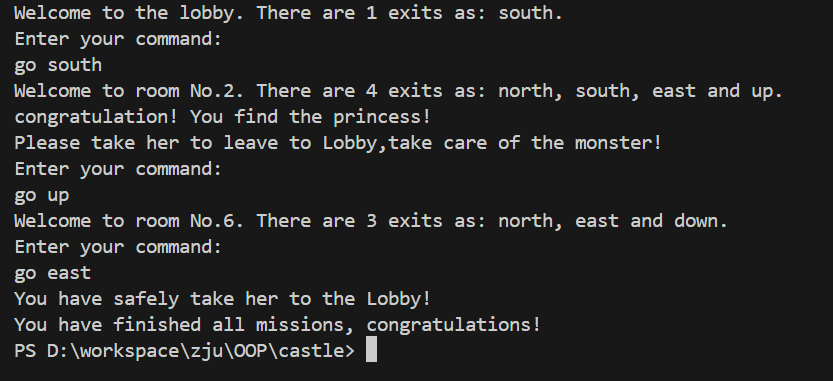 Welcome to the lobby. There are 1 exits as: south.
Enter your command:
go south
Welcome to room No.2. There are 4 exits as: north, south, east and up.
congratulation! You find the princess!
Please take her to leave to Lobby,take care of the monster!
Enter your command:
go up
Welcome to room No.6. There are 3 exits as: north, east and down.
Enter your command:
go east
You have safely take her to the Lobby!
You have finished all missions, congratulations!
PS D:\workspace\zju\OOP\castle>